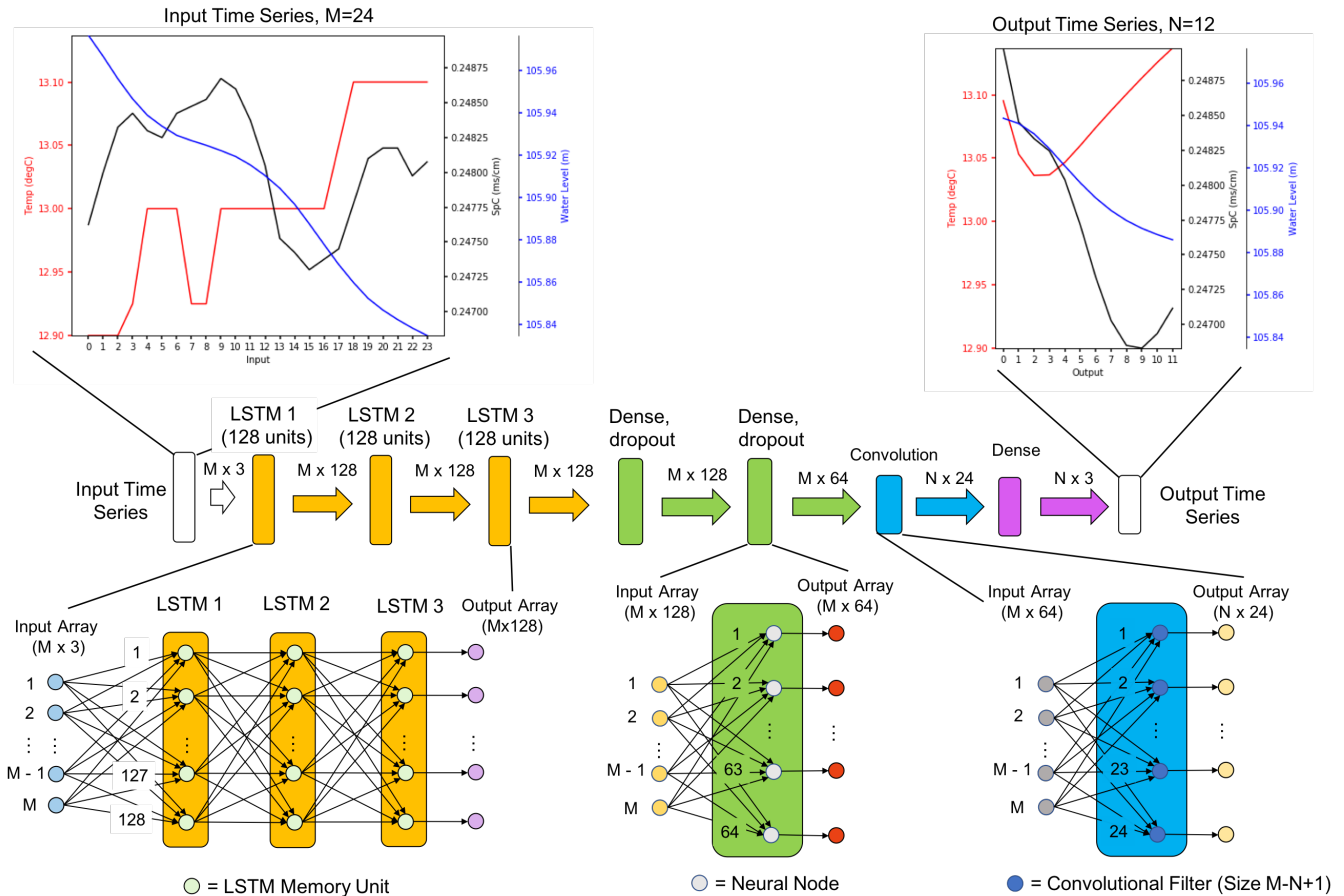 Input Time Series, M=24
Output Time Series, N=12
13.10
13.05
13.00
12.95
12.90
Temp (degC)
0 1 2 3 4 5 6 7 8 9 10 11 12 13 14 15 16 17 18 19 20 21 22 23
Input
0.24875
0.24850
0.24825
0.24800
0.24775
0.24750
0.24725
0.24700
SpC (ms/cm)
105.96
105.94
105.92
105.90
105.88
105.86
105.84
Water Level (m)
13.10
13.05
13.00
12.95
12.90
Temp (degC)
0 1 2 3 4 5 6 7 8 9 10 11
Output
0.24875
0.24850
0.24825
0.24800
0.24775
0.24750
0.24725
0.24700
SpC (ms/cm)
105.96
105.94
105.92
105.90
105.88
105.86
105.84
Water Level (m)
Input Time
Series
M x 3
LSTM 1
(128 units)
M x 128
LSTM 2
(128 units)
M x 128
LSTM 3
(128 units)
M x 128
Dense,
dropout
M x 128
Dense,
dropout
M x 64
Convolution
N x 24
Dense
N x 3
Output Time
Series
Input Array
(M x 3)
1
2
M - 1
M
LSTM 1
LSTM 2
LSTM 3
1
2
127
128
Output Array
(Mx128)
= LSTM Memory Unit
Input Array
(M x 128)
1
2
M - 1
M
1
2
63
64
Output Array
(M x 64)
= Neural Node
Input Array
(M x 64)
1
2
M - 1
M
1
2
23
24
Output Array
(N x 24)
= Convolutional Filter (Size M-N+1)